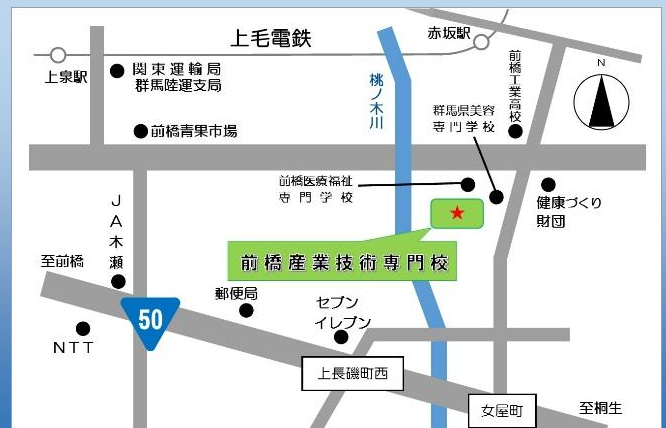 上毛電鉄
赤坂駅
上泉駅
関東運輸局
群馬陸運支局
桃ノ木川
前橋工業高校
N
群馬県美容
専門学校
前橋青果市場
前橋医療福祉
専門学校
健康づくり
財団
JA木瀬
前橋産業技術専門校
至前橋
郵便局
セブン
イレブン
50
NTT
上長磯町西
女屋町
至桐生